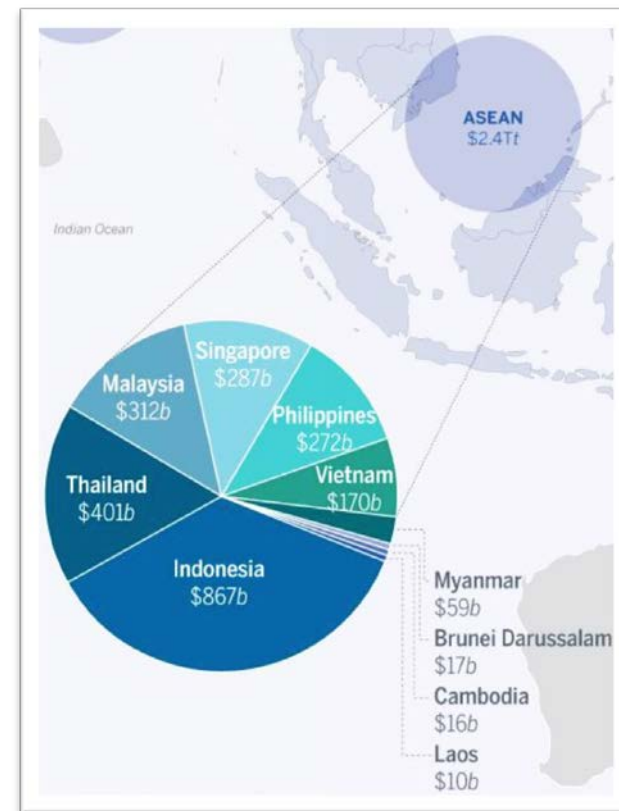 ASEAN
$2.4Tt
Indian Ocean
Singapore
$287b
Malaysia
$312b
Philippines
$272b
Vietnam
$170b
Thailand
$401b
Indonesia
$867b
Myanmar
$59b
Brunei Darussalam
$17b
Cambodia
$16b
Laos
$10b